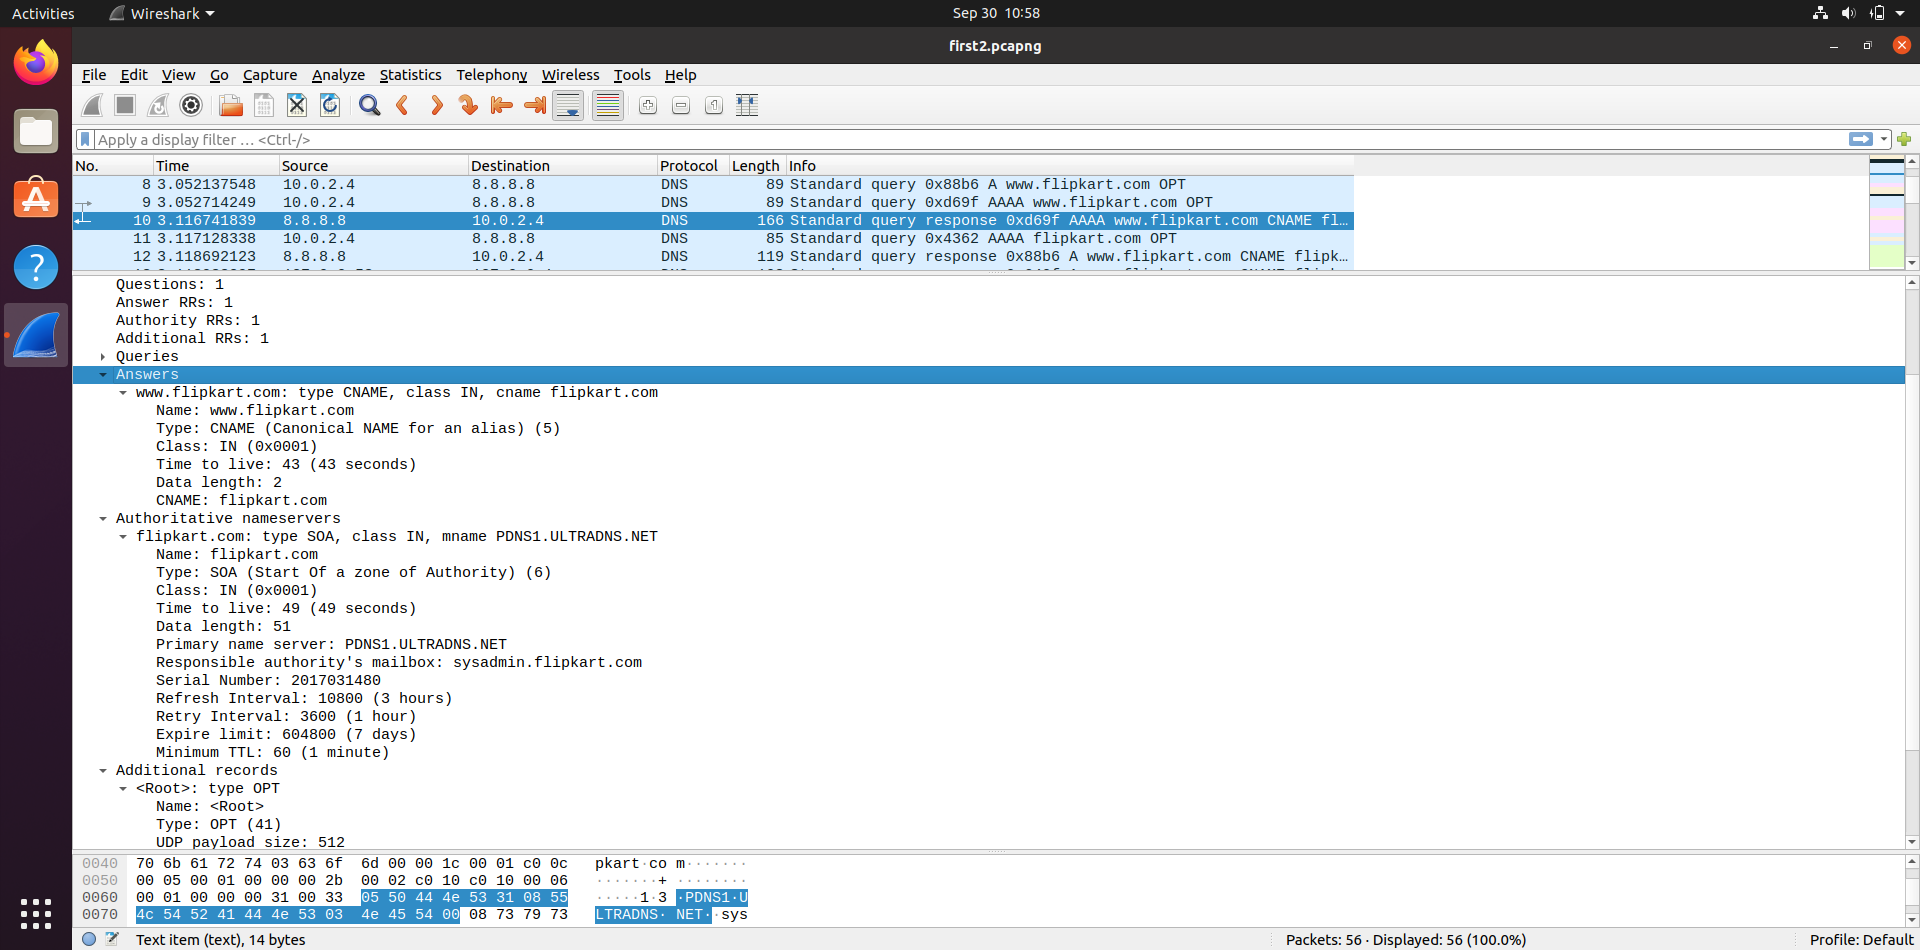 Activities Wireshark Sep 30 10:58
first2.pcapng
File Edit View Go Capture Analyze Statistics Telephony Wireless Tools Help
Apply a display filter … <Ctrl-/>
No. Time Source Destination Protocol Length Info
8 3.052137548 10.0.2.4 8.8.8.8 DNS 89 Standard query 0x88b6 A www.flipkart.com OPT
9 3.052714249 10.0.2.4 8.8.8.8 DNS 89 Standard query 0xd69f AAAA www.flipkart.com OPT
10 3.116741839 8.8.8.8 10.0.2.4 DNS 166 Standard query response 0xd69f AAAA www.flipkart.com CNAME fl…
11 3.117128338 10.0.2.4 8.8.8.8 DNS 85 Standard query 0x4362 AAAA flipkart.com OPT
12 3.118692123 8.8.8.8 10.0.2.4 DNS 119 Standard query response 0x88b6 A www.flipkart.com CNAME flipk…
Questions: 1
Answer RRs: 1
Authority RRs: 1
Additional RRs: 1
Queries
Answers
www.flipkart.com: type CNAME, class IN, cname flipkart.com
Name: www.flipkart.com
Type: CNAME (Canonical NAME for an alias) (5)
Class: IN (0x0001)
Time to live: 43 (43 seconds)
Data length: 2
CNAME: flipkart.com
Authoritative nameservers
flipkart.com: type SOA, class IN, mname PDNS1.ULTRADNS.NET
Name: flipkart.com
Type: SOA (Start Of a zone of Authority) (6)
Class: IN (0x0001)
Time to live: 49 (49 seconds)
Data length: 51
Primary name server: PDNS1.ULTRADNS.NET
Responsible authority's mailbox: sysadmin.flipkart.com
Serial Number: 2017031480
Refresh Interval: 10800 (3 hours)
Retry Interval: 3600 (1 hour)
Expire limit: 604800 (7 days)
Minimum TTL: 60 (1 minute)
Additional records
<Root>: type OPT
Name: <Root>
Type: OPT (41)
UDP payload size: 512
0040 70 6b 61 72 74 03 63 6f 6d 00 00 1c 00 01 c0 0c pkart·co m·······
0050 00 05 00 01 00 00 00 2b 00 02 c0 10 c0 10 00 06 ·······+ ········
0060 00 01 00 00 00 31 00 33 05 50 44 4e 53 31 08 55 ·····1·3 ·PDNS1·U
0070 4c 54 52 41 44 4e 53 03 4e 45 54 00 08 73 79 73 LTRADNS· NET··sys
Text item (text), 14 bytes Packets: 56 · Displayed: 56 (100.0%) Profile: Default